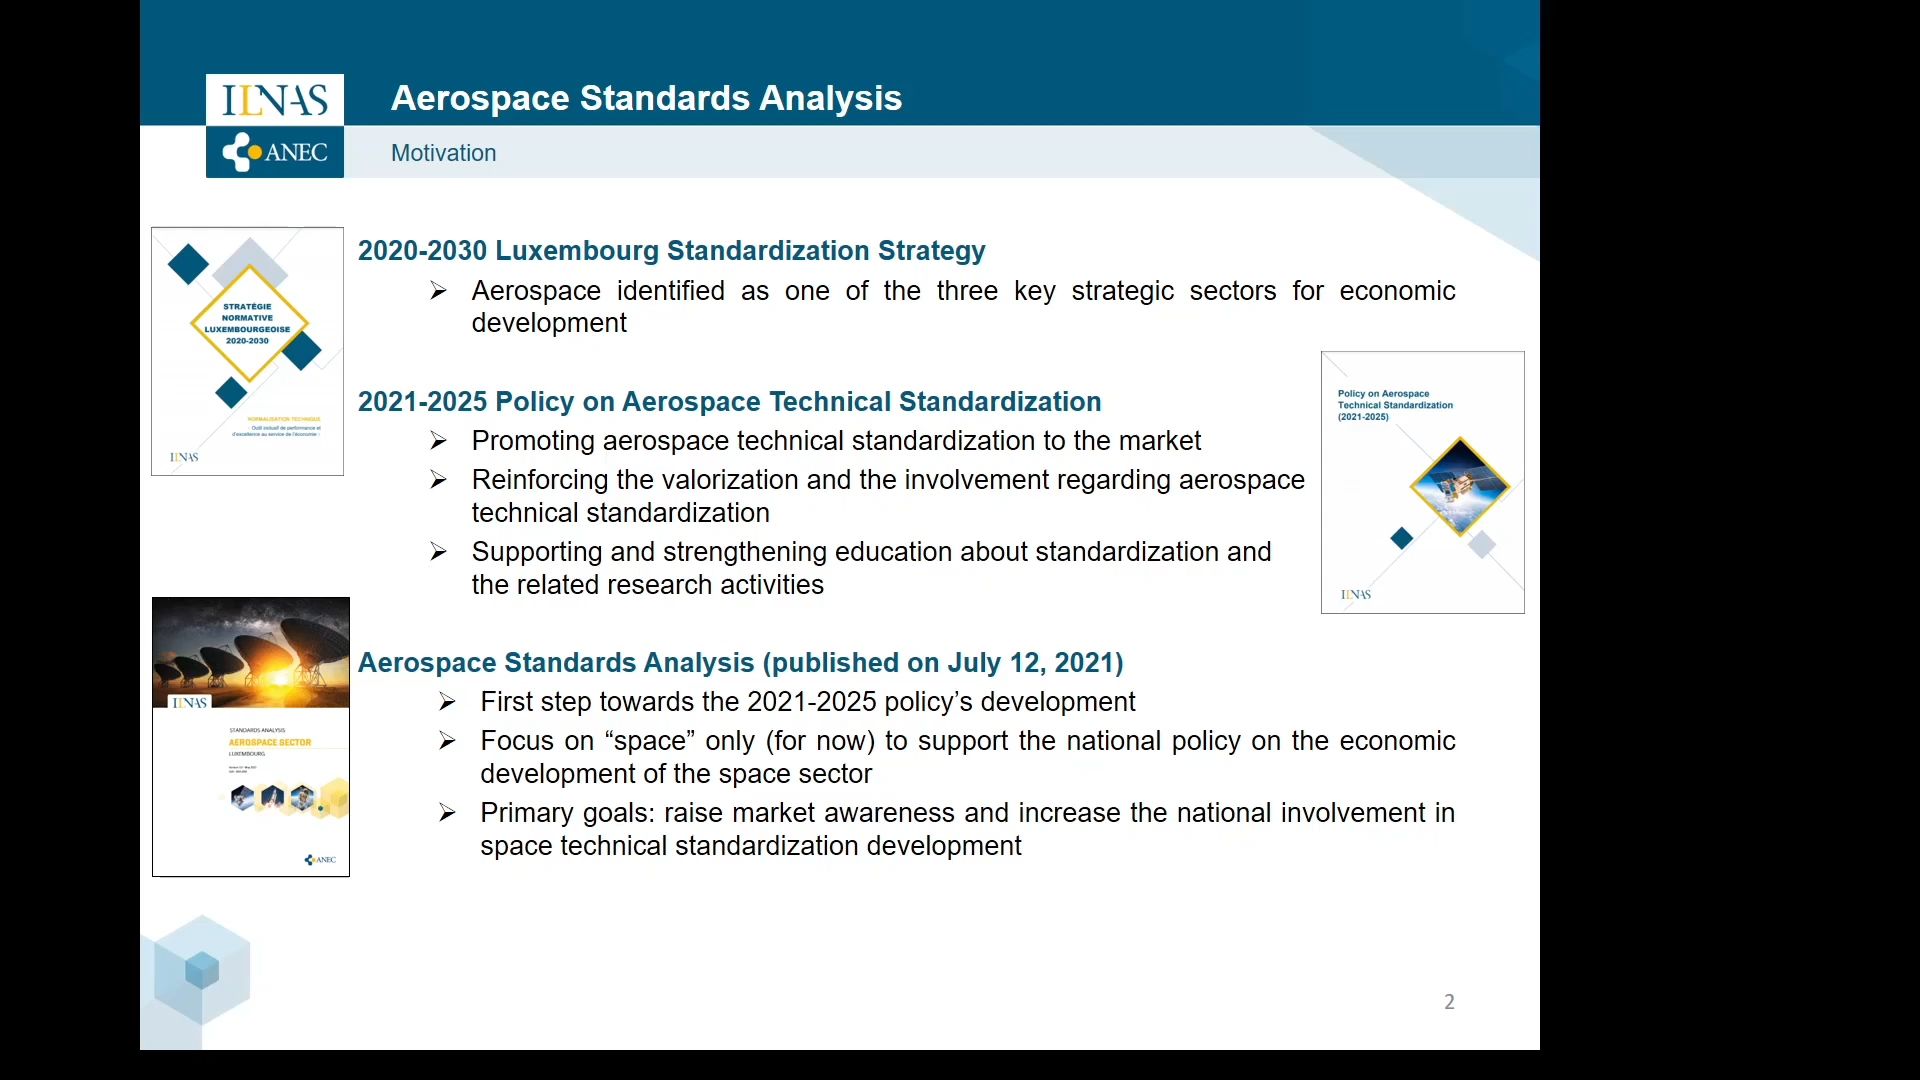 ILNAS
ANEC
Aerospace Standards Analysis
Motivation
2020-2030 Luxembourg Standardization Strategy
Aerospace identified as one of the three key strategic sectors for economic
development
STRATÉGIE
NORMATIVE
LUXEMBOURGEOISE
2020-2030
NORMALISATION TECHNIQUE
Outil inclusif de performance et
d'excellence au service de l'économie
ILNAS
2021-2025 Policy on Aerospace Technical Standardization
Promoting aerospace technical standardization to the market
Reinforcing the valorization and the involvement regarding aerospace
technical standardization
Supporting and strengthening education about standardization and
the related research activities
Policy on Aerospace
Technical Standardization
(2021-2025)
ILNAS
Aerospace Standards Analysis (published on July 12, 2021)
First step towards the 2021-2025 policy’s development
Focus on “space” only (for now) to support the national policy on the economic
development of the space sector
Primary goals: raise market awareness and increase the national involvement in
space technical standardization development
ILNAS
STANDARDS ANALYSIS
AEROSPACE SECTOR
LUXEMBOURG
ANEC
2